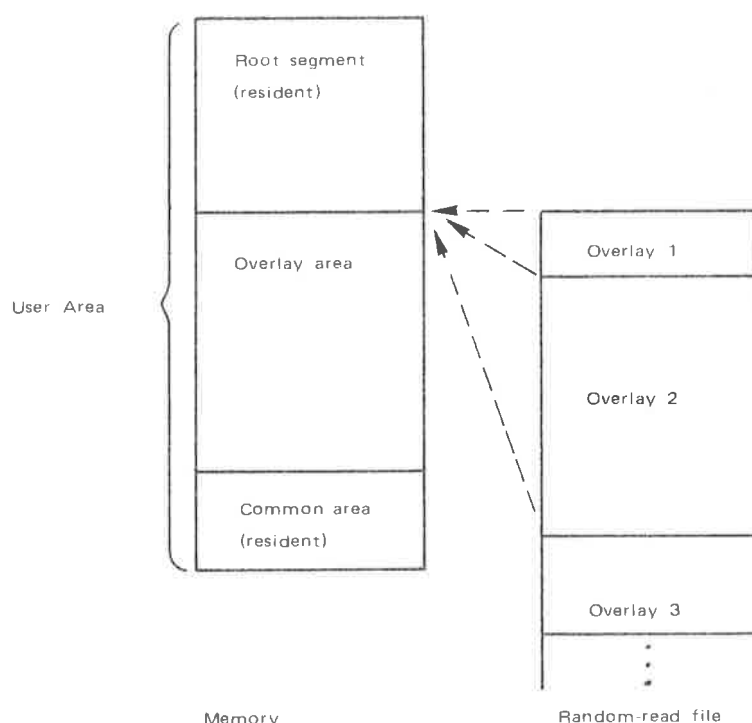 Root segment
(resident)
Overlay area
User Area
Common area
(resident)
Overlay 1
Overlay 2
Overlay 3
Memory
Random-read file